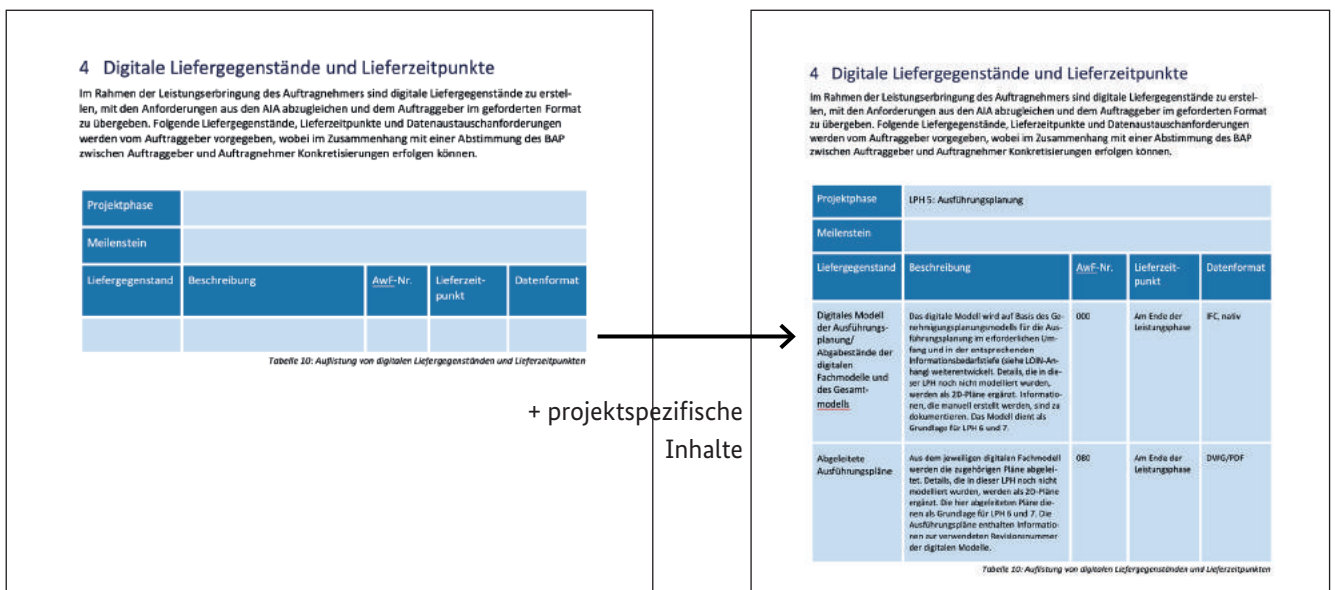 4 Digitale Liefergegenstände und Lieferzeitpunkte
Im Rahmen der Leistungserbringung des Auftragnehmers sind digitale Liefergegenstände zu erstel-
len, mit den Anforderungen aus den AIA abzugleichen und dem Auftraggeber im geforderten Format
zu übergeben. Folgende Liefergegenstände, Lieferzeitpunkte und Datenaustauschanforderungen
werden vom Auftraggeber vorgegeben, wobei im Zusammenhang mit einer Abstimmung des BAP
zwischen Auftraggeber und Auftragnehmer Konkretisierungen erfolgen können.
Projektphase
Meilenstein
Liefergegenstand Beschreibung AwF-Nr. Lieferzeit- Datenformat
punkt
Tabelle 10: Auflistung von digitalen Liefergegenständen und Lieferzeitpunkten
+ projektspezifische
Inhalte
4 Digitale Liefergegenstände und Lieferzeitpunkte
Im Rahmen der Leistungserbringung des Auftragnehmers sind digitale Liefergegenstände zu erstel-
len, mit den Anforderungen aus den AIA abzugleichen und dem Auftraggeber im geforderten Format
zu übergeben. Folgende Liefergegenstände, Lieferzeitpunkte und Datenaustauschanforderungen
werden vom Auftraggeber vorgegeben, wobei im Zusammenhang mit einer Abstimmung des BAP
zwischen Auftraggeber und Auftragnehmer Konkretisierungen erfolgen können.
Projektphase LPH 5: Ausführungsplanung
Meilenstein
Liefergegenstand Beschreibung AwF-Nr. Lieferzeit- Datenformat
punkt
Digitales Modell
der Ausführungs-
planung/
Abgabestände der
digitalen
Fachmodelle und
des Gesamt-
modells
Das digitale Modell wird auf Basis des Ge-
nehmigungsplanungsmodells für die Aus-
führungsplanung im erforderlichen Um-
fang und in der entsprechenden
Informationsbedarfstiefe (siehe LOIN-An-
hang) weiterentwickelt. Details, die in die-
ser LPH noch nicht modelliert wurden,
werden als 2D-Pläne ergänzt. Informatio-
nen, die manuell erstellt werden, sind zu
dokumentieren. Das Modell dient als
Grundlage für LPH 6 und 7.
000
Am Ende der
Leistungsphase
IFC, nativ
Abgeleitete
Ausführungspläne
Aus dem jeweiligen digitalen Fachmodell
werden die zugehörigen Pläne abgelei-
tet. Details, die in dieser LPH noch nicht
modelliert wurden, werden als 2D-Pläne
ergänzt. Die hier abgeleiteten Pläne die-
nen als Grundlage für LPH 6 und 7. Die
Ausführungspläne enthalten Informatio-
nen zur verwendeten Revisionsnummer
der digitalen Modelle.
080
Am Ende der
Leistungsphase
DWG/PDF
Tabelle 10: Auflistung von digitalen Liefergegenständen und Lieferzeitpunkten